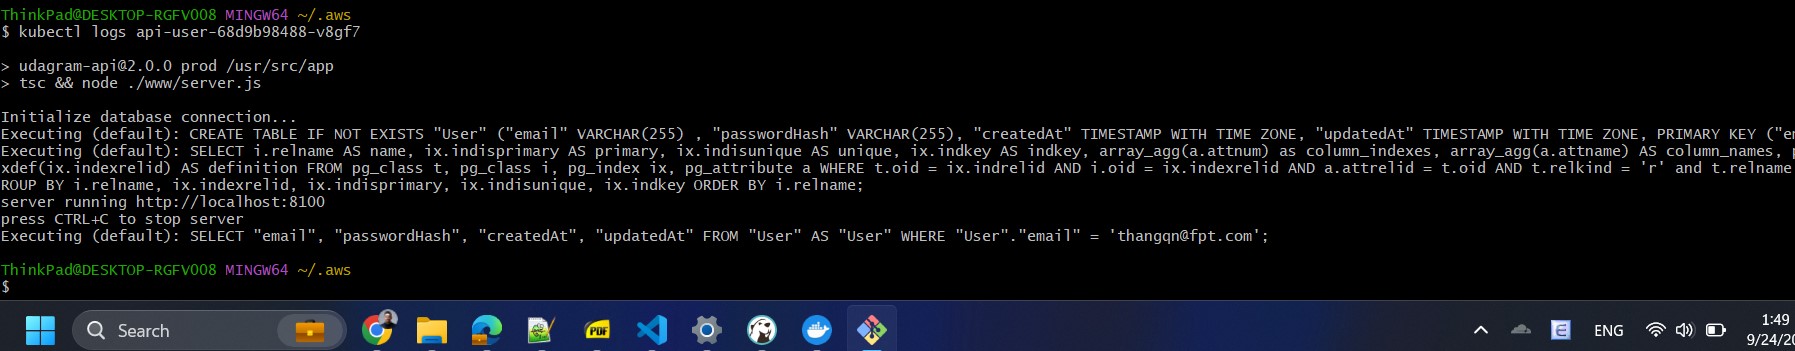 ThinkPad@DESKTOP-RGFV008 MINGW64 ~/.aws
$ kubectl logs api-user-68d9b98488-v8gf7
> udagram-api@2.0.0 prod /usr/src/app
> tsc && node ./www/server.js
Initialize database connection...
Executing (default): CREATE TABLE IF NOT EXISTS "User" ("email" VARCHAR(255) , "passwordHash" VARCHAR(255), "createdAt" TIMESTAMP WITH TIME ZONE, "updatedAt" TIMESTAMP WITH TIME ZONE, PRIMARY KEY ("e
Executing (default): SELECT i.relname AS name, ix.indisprimary AS primary, ix.indisunique AS unique, ix.indkey AS indkey, array_agg(a.attnum) as column_indexes, array_agg(a.attname) AS column_names, p
xdef(ix.indexrelid) AS definition FROM pg_class t, pg_class i, pg_index ix, pg_attribute a WHERE t.oid = ix.indrelid AND i.oid = ix.indexrelid AND a.attrelid = t.oid AND t.relkind = 'r' and t.relname
ROUP BY i.relname, ix.indexrelid, ix.indisprimary, ix.indisunique, ix.indkey ORDER BY i.relname;
server running http://localhost:8100
press CTRL+C to stop server
Executing (default): SELECT "email", "passwordHash", "createdAt", "updatedAt" FROM "User" AS "User" WHERE "User"."email" = 'thangqn@fpt.com';
ThinkPad@DESKTOP-RGFV008 MINGW64 ~/.aws
$
Search
PDF
ENG
1:49
9/24/20